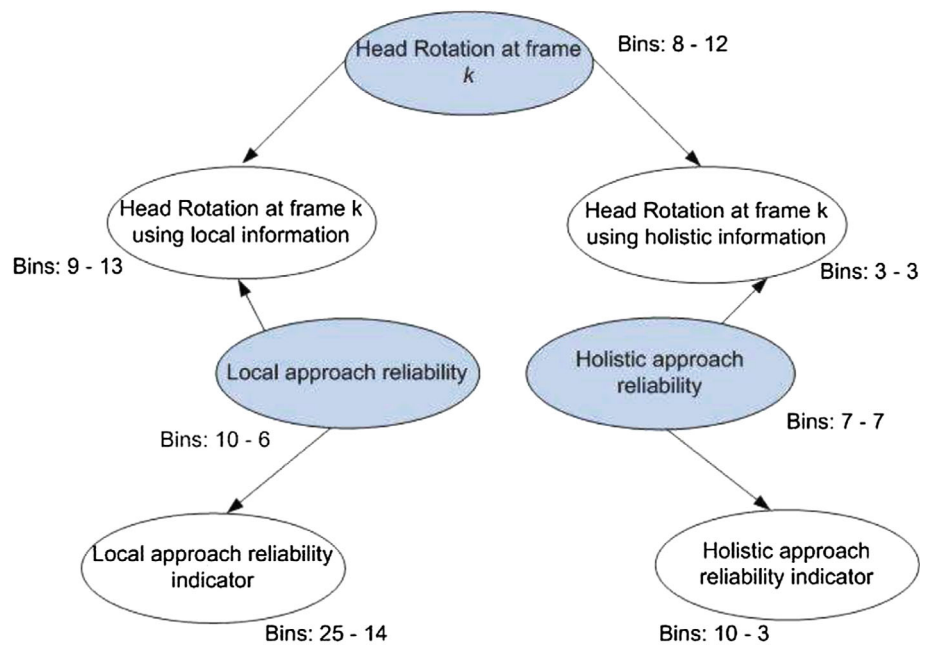 Head Rotation at frame
k
Bins: 8 - 12
Head Rotation at frame k
using local information
Bins: 9 - 13
Head Rotation at frame k
using holistic information
Bins: 3 - 3
Local approach reliability
Bins: 10 - 6
Holistic approach
reliability
Bins: 7 - 7
Local approach reliability
indicator
Bins: 25 - 14
Holistic approach
reliability indicator
Bins: 10 - 3